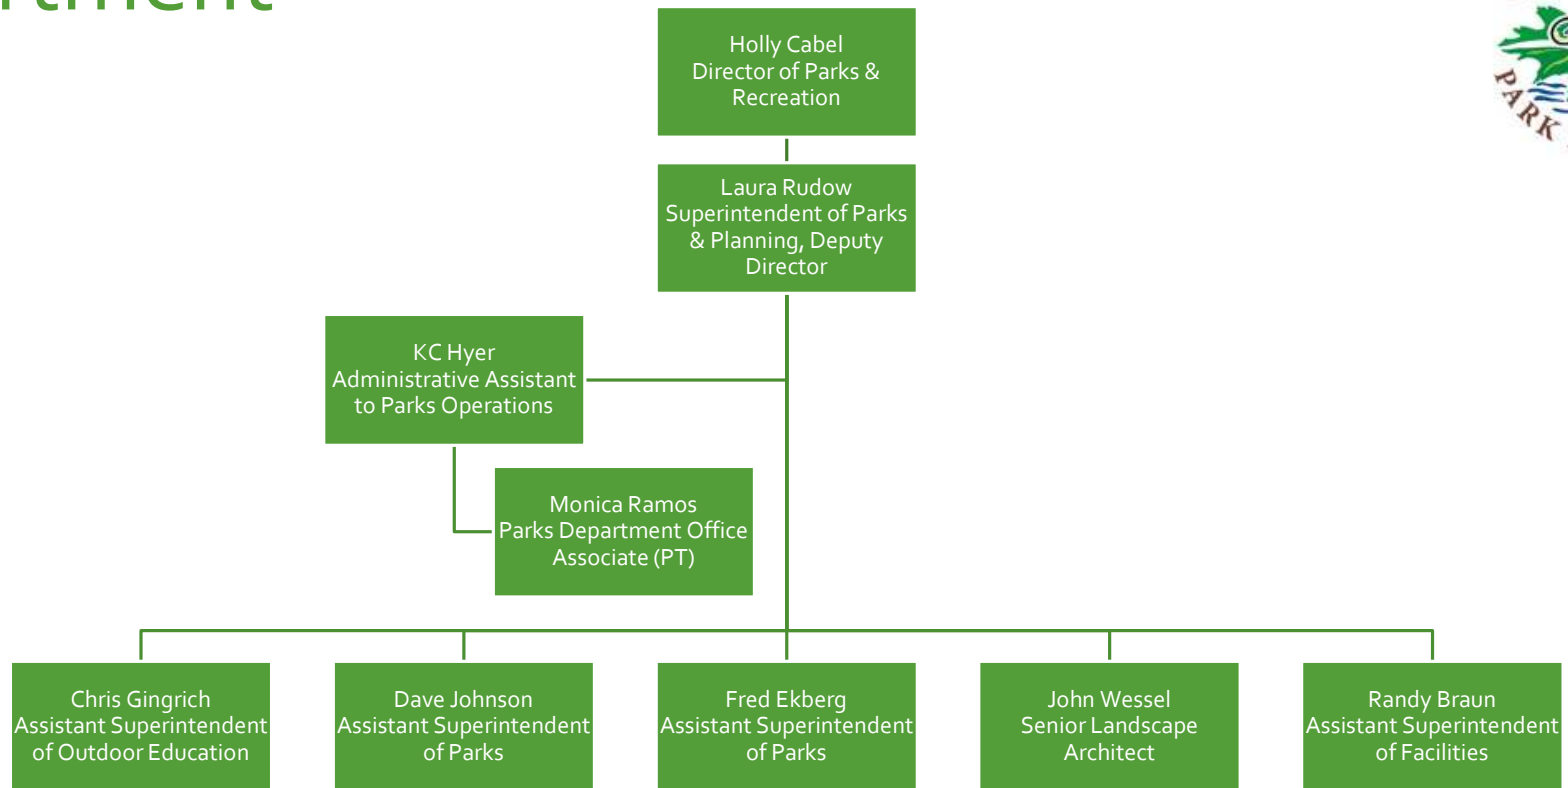 Holly Cabel
Director of Parks &
Recreation
PARK
Laura Rudow
Superintendent of Parks
& Planning, Deputy
Director
KC Hyer
Administrative Assistant
to Parks Operations
Monica Ramos
Parks Department Office
Associate (PT)
Chris Gingrich
Assistant Superintendent
of Outdoor Education
Dave Johnson
Assistant Superintendent
of Parks
Fred Ekberg
Assistant Superintendent
of Parks
John Wessel
Senior Landscape
Architect
Randy Braun
Assistant Superintendent
of Facilities